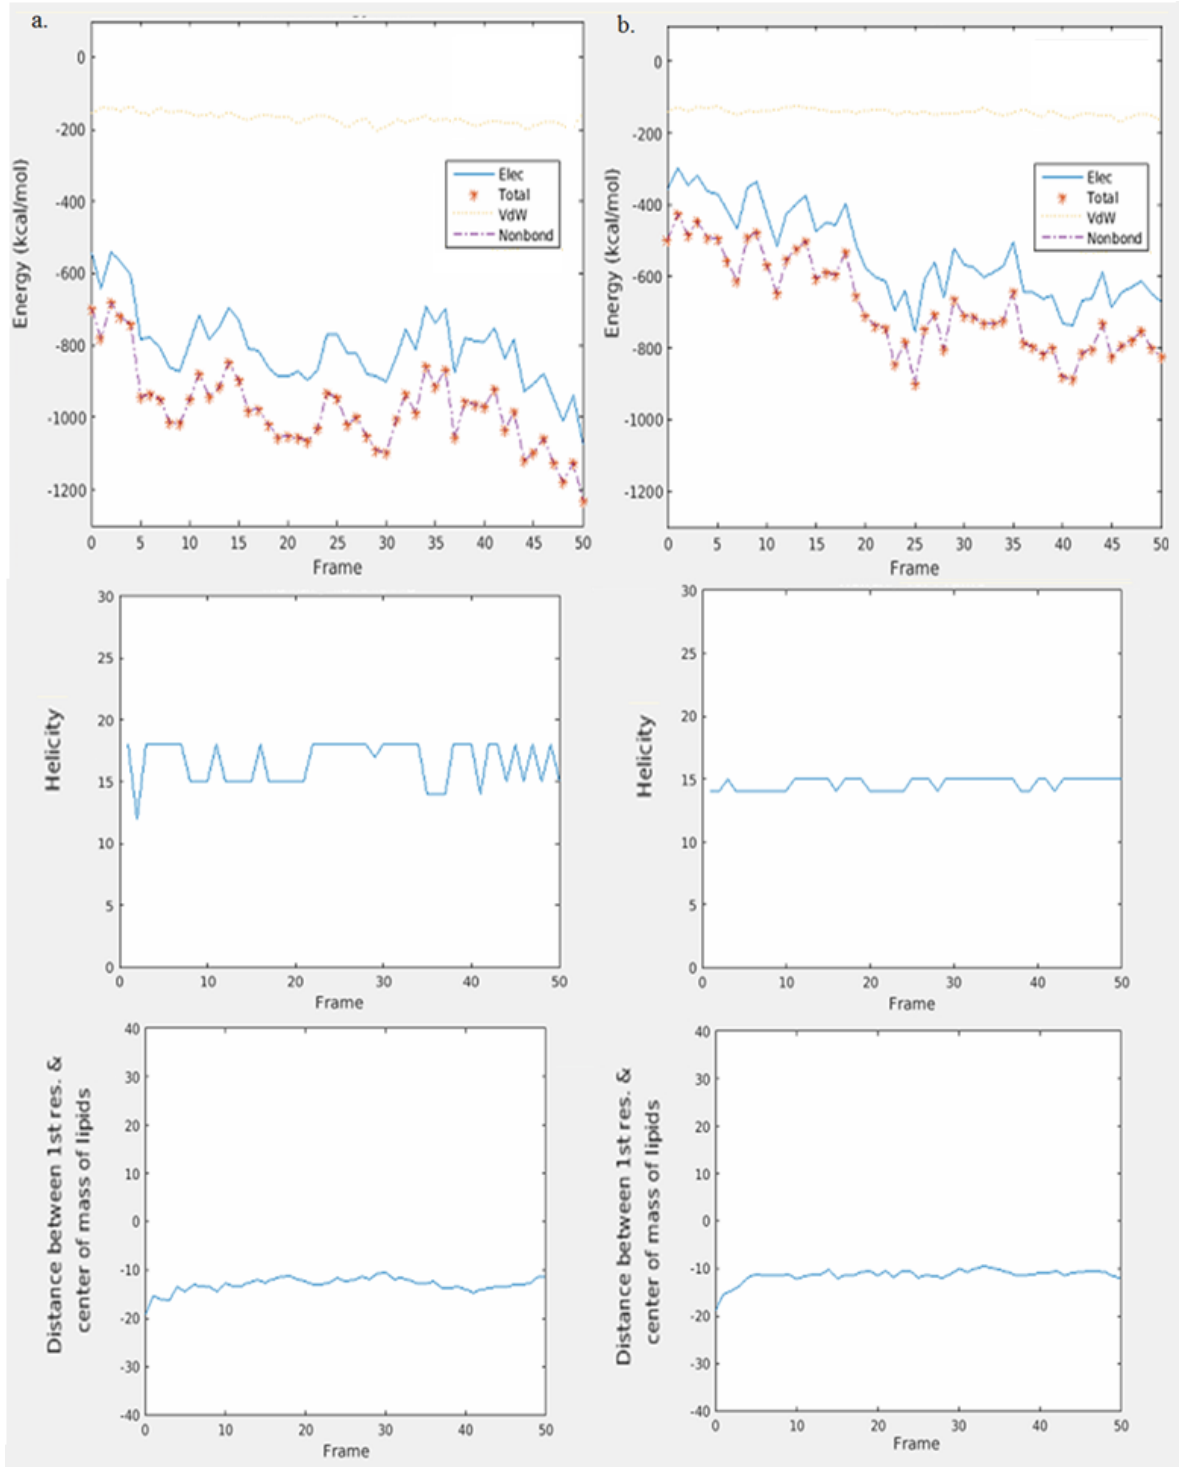 a.
0
-200
-400
-600
-800
-1000
-1200
Energy (kcal/mol)
Elec
Total
VdW
Nonbond
0 5 10 15 20 25 30 35 40 45 50
Frame
b.
0
-200
-400
-600
-800
-1000
-1200
Energy (kcal/mol)
Elec
Total
VdW
Nonbond
0 5 10 15 20 25 30 35 40 45 50
Frame
30
25
20
15
10
5
0
Helicity
0 10 20 30 40 50
Frame
30
25
20
15
10
5
0
Helicity
0 10 20 30 40 50
Frame
40
30
20
10
0
-10
-20
-30
-40
Distance between 1st res. &
center of mass of lipids
0 10 20 30 40 50
Frame
40
30
20
10
0
-10
-20
-30
-40
Distance between 1st res. &
center of mass of lipids
0 10 20 30 40 50
Frame